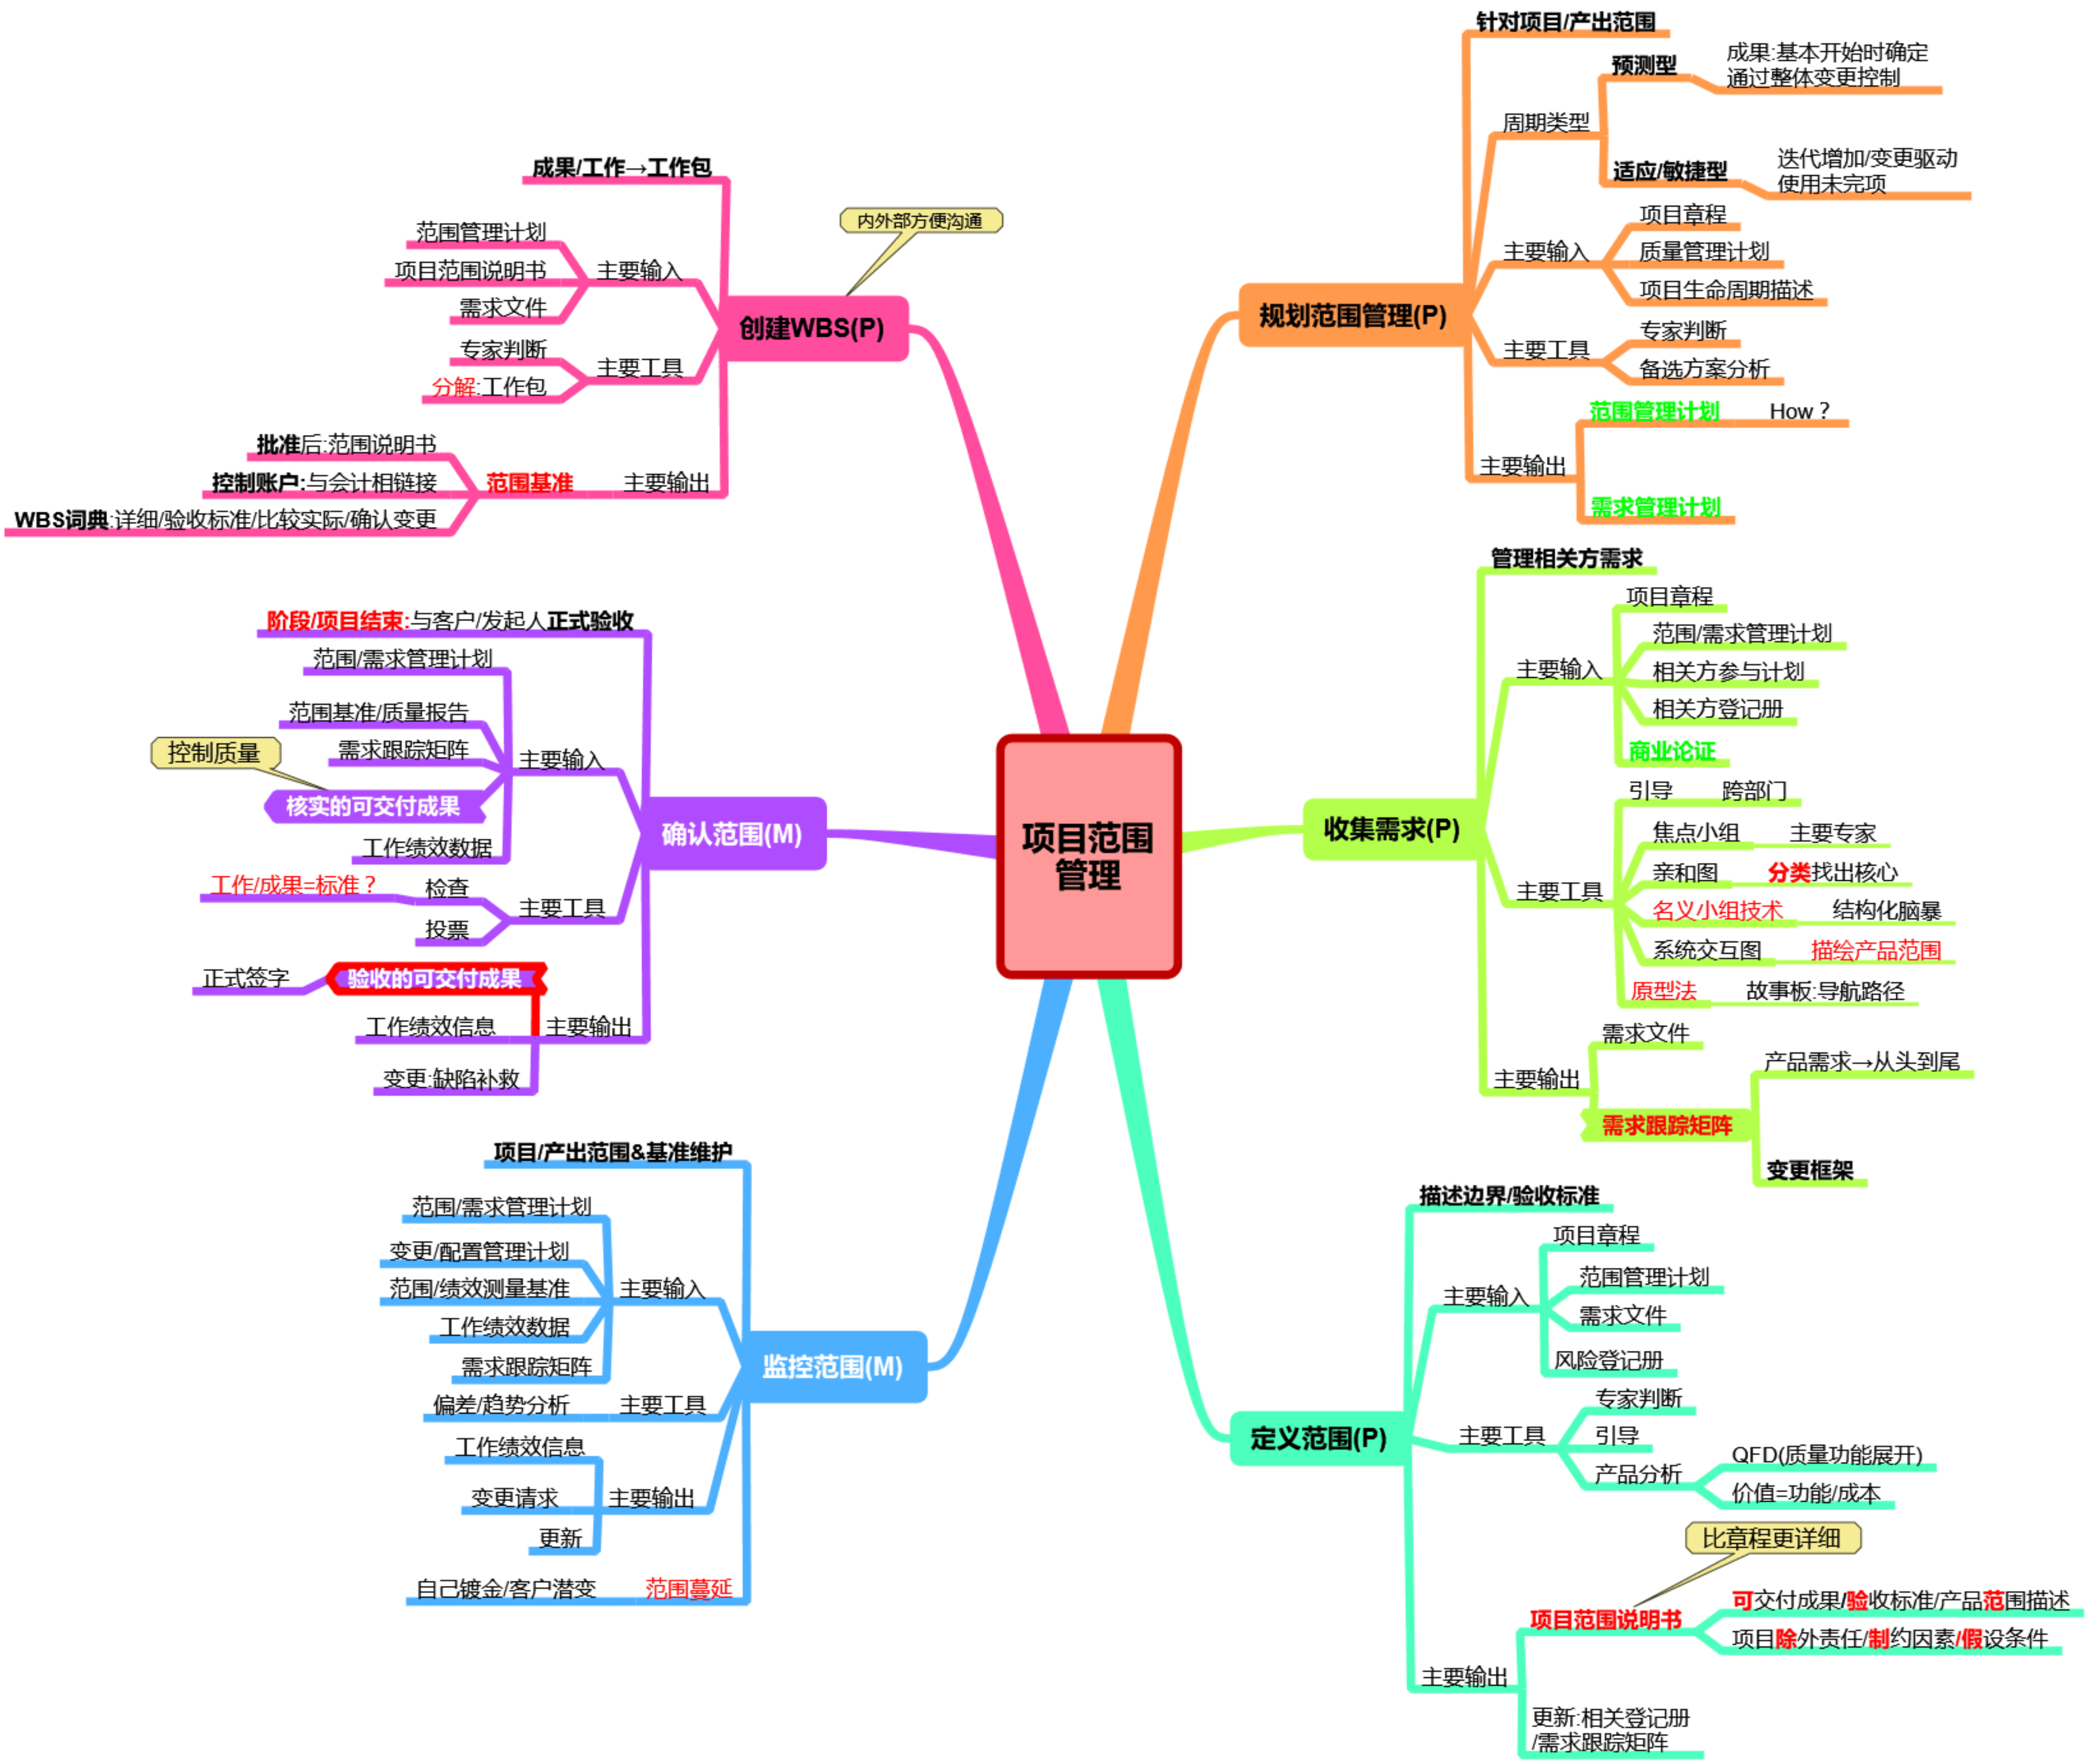 项目范围
管理
规划范围管理(P)
针对项目/产出范围
周期类型
预测型
成果:基本开始时确定
通过整体变更控制
适应/敏捷型
迭代增加/变更驱动
使用未完项
主要输入
项目章程
质量管理计划
项目生命周期描述
主要工具
专家判断
备选方案分析
主要输出
范围管理计划
How？
需求管理计划
收集需求(P)
管理相关方需求
主要输入
项目章程
范围/需求管理计划
相关方参与计划
相关方登记册
商业论证
主要工具
引导
跨部门
焦点小组
主要专家
亲和图
分类找出核心
名义小组技术
结构化脑暴
系统交互图
描绘产品范围
原型法
故事板:导航路径
主要输出
需求文件
需求跟踪矩阵
产品需求→从头到尾
变更框架
定义范围(P)
描述边界/验收标准
主要输入
项目章程
范围管理计划
需求文件
风险登记册
主要工具
专家判断
引导
产品分析
QFD(质量功能展开)
价值=功能/成本
主要输出
比章程更详细
项目范围说明书
可交付成果/验收标准/产品范围描述
项目除外责任/制约因素/假设条件
更新:相关登记册
/需求跟踪矩阵
创建WBS(P)
内外部方便沟通
成果/工作→工作包
主要输入
范围管理计划
项目范围说明书
需求文件
主要工具
专家判断
分解:工作包
主要输出
范围基准
批准后:范围说明书
控制账户:与会计相链接
WBS词典:详细/验收标准/比较实际/确认变更
确认范围(M)
阶段/项目结束:与客户/发起人正式验收
主要输入
范围/需求管理计划
范围基准/质量报告
需求跟踪矩阵
控制质量
核实的可交付成果
工作绩效数据
主要工具
检查
工作/成果=标准？
投票
主要输出
验收的可交付成果
正式签字
工作绩效信息
变更:缺陷补救
监控范围(M)
项目/产出范围&基准维护
主要输入
范围/需求管理计划
变更/配置管理计划
范围/绩效测量基准
工作绩效数据
需求跟踪矩阵
主要工具
偏差/趋势分析
主要输出
工作绩效信息
变更请求
更新
范围蔓延
自己镀金/客户潜变